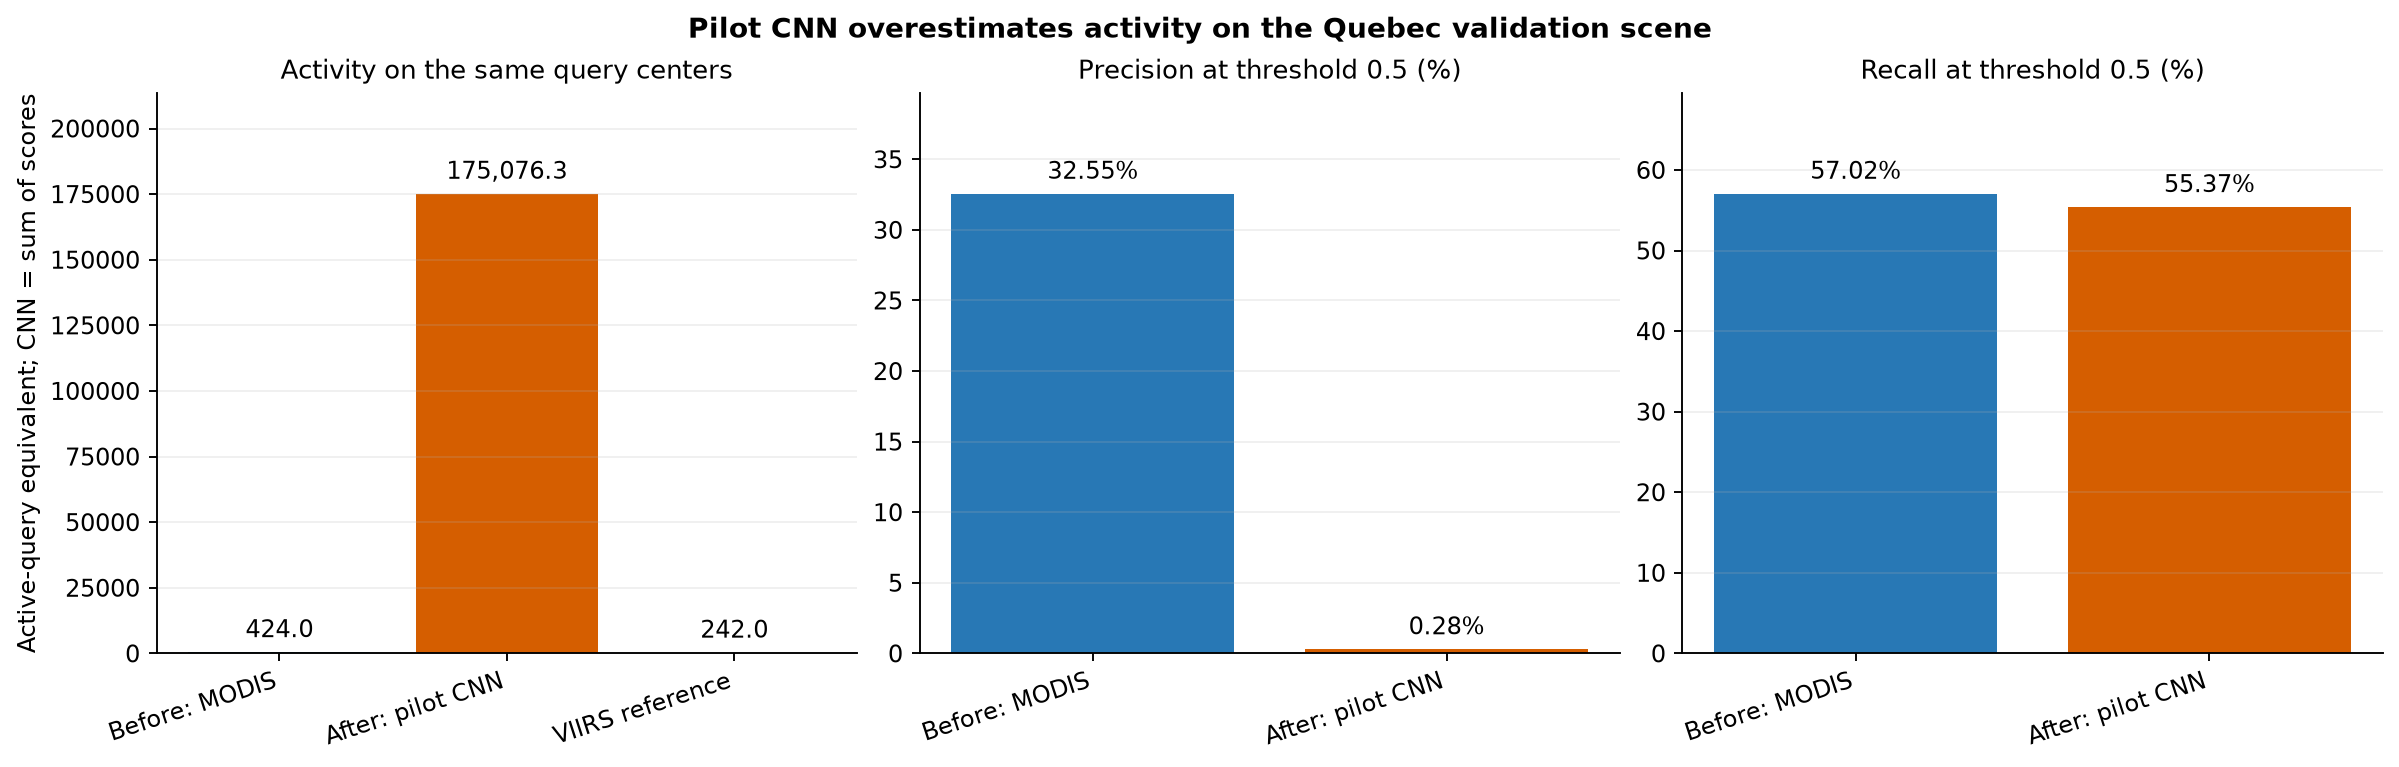 Pilot CNN overestimates activity on the Quebec validation scene
Activity on the same query centers
Active-query equivalent; CNN = sum of scores
200000
175000
150000
125000
100000
75000
50000
25000
0
424.0
175,076.3
242.0
Before: MODIS
After: pilot CNN
VIIRS reference
Precision at threshold 0.5 (%)
35
30
25
20
15
10
5
0
32.55%
0.28%
Before: MODIS
After: pilot CNN
Recall at threshold 0.5 (%)
60
50
40
30
20
10
0
57.02%
55.37%
Before: MODIS
After: pilot CNN